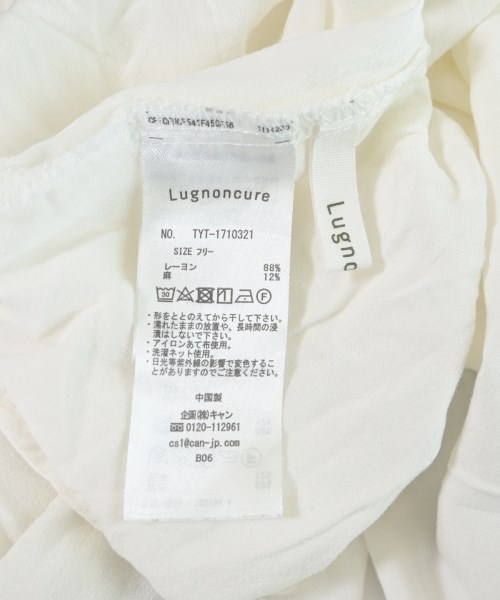 Lugnoncure
Lugno
NO. TYT-1710321
SIZE フリー
レーヨン 88%
麻 12%
30
F
・形をととのえてから干して下さい。
・濡れたままの放置や、長時間の浸
漬はしないで下さい。
・アイロンあて布使用。
・洗濯ネット使用。
・日光等紫外線の影響で変色するこ
とがありますのでご注意ください。
中国製
企画㈱キャン
0120-112961
cs1@can-jp.com
B06